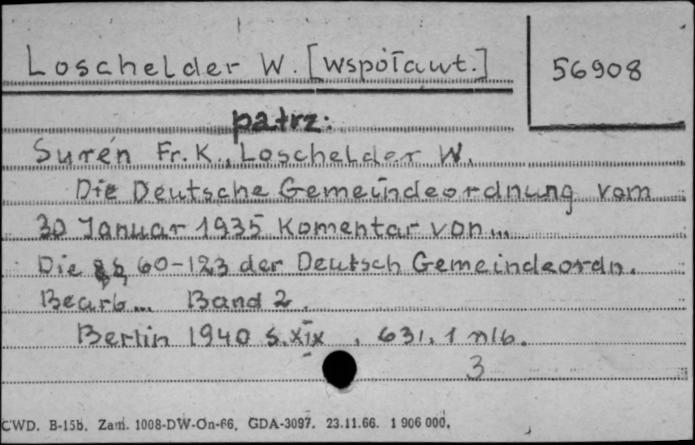 Loschelder W. [współaut.]
56908
patrz:
Suren Fr. K., Loschelder W.
Die Deutsche Gemeindeordnung vom
30 Januar 1935 Komentar von...
Die §§ 60-123 der Deutsch Gemeindeordn.
Bearb... Band 2.
Berlin 1940 s. XIX, 631, 1 nlb.
3
CWD. B-15b. Zam. 1008-DW-On-66. GDA-3097. 23.11.66. 1 906 000.